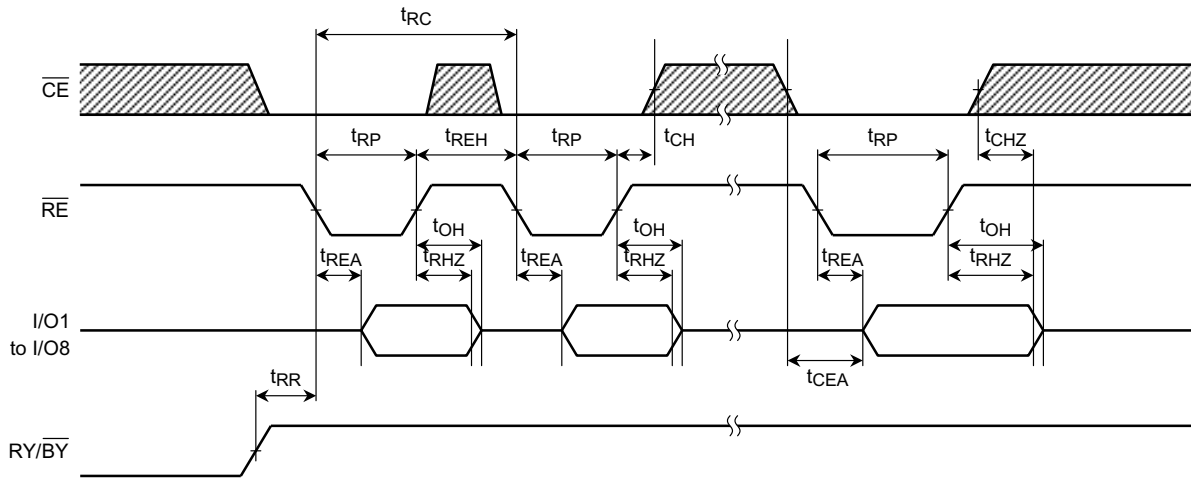 tRC
CE
tRP tREH tRP tCH tRP tCHZ
RE
tOH tOH tOH
tREA tRHZ tREA tRHZ tREA tRHZ
I/O1
to I/O8
tCEA
tRR
RY/BY